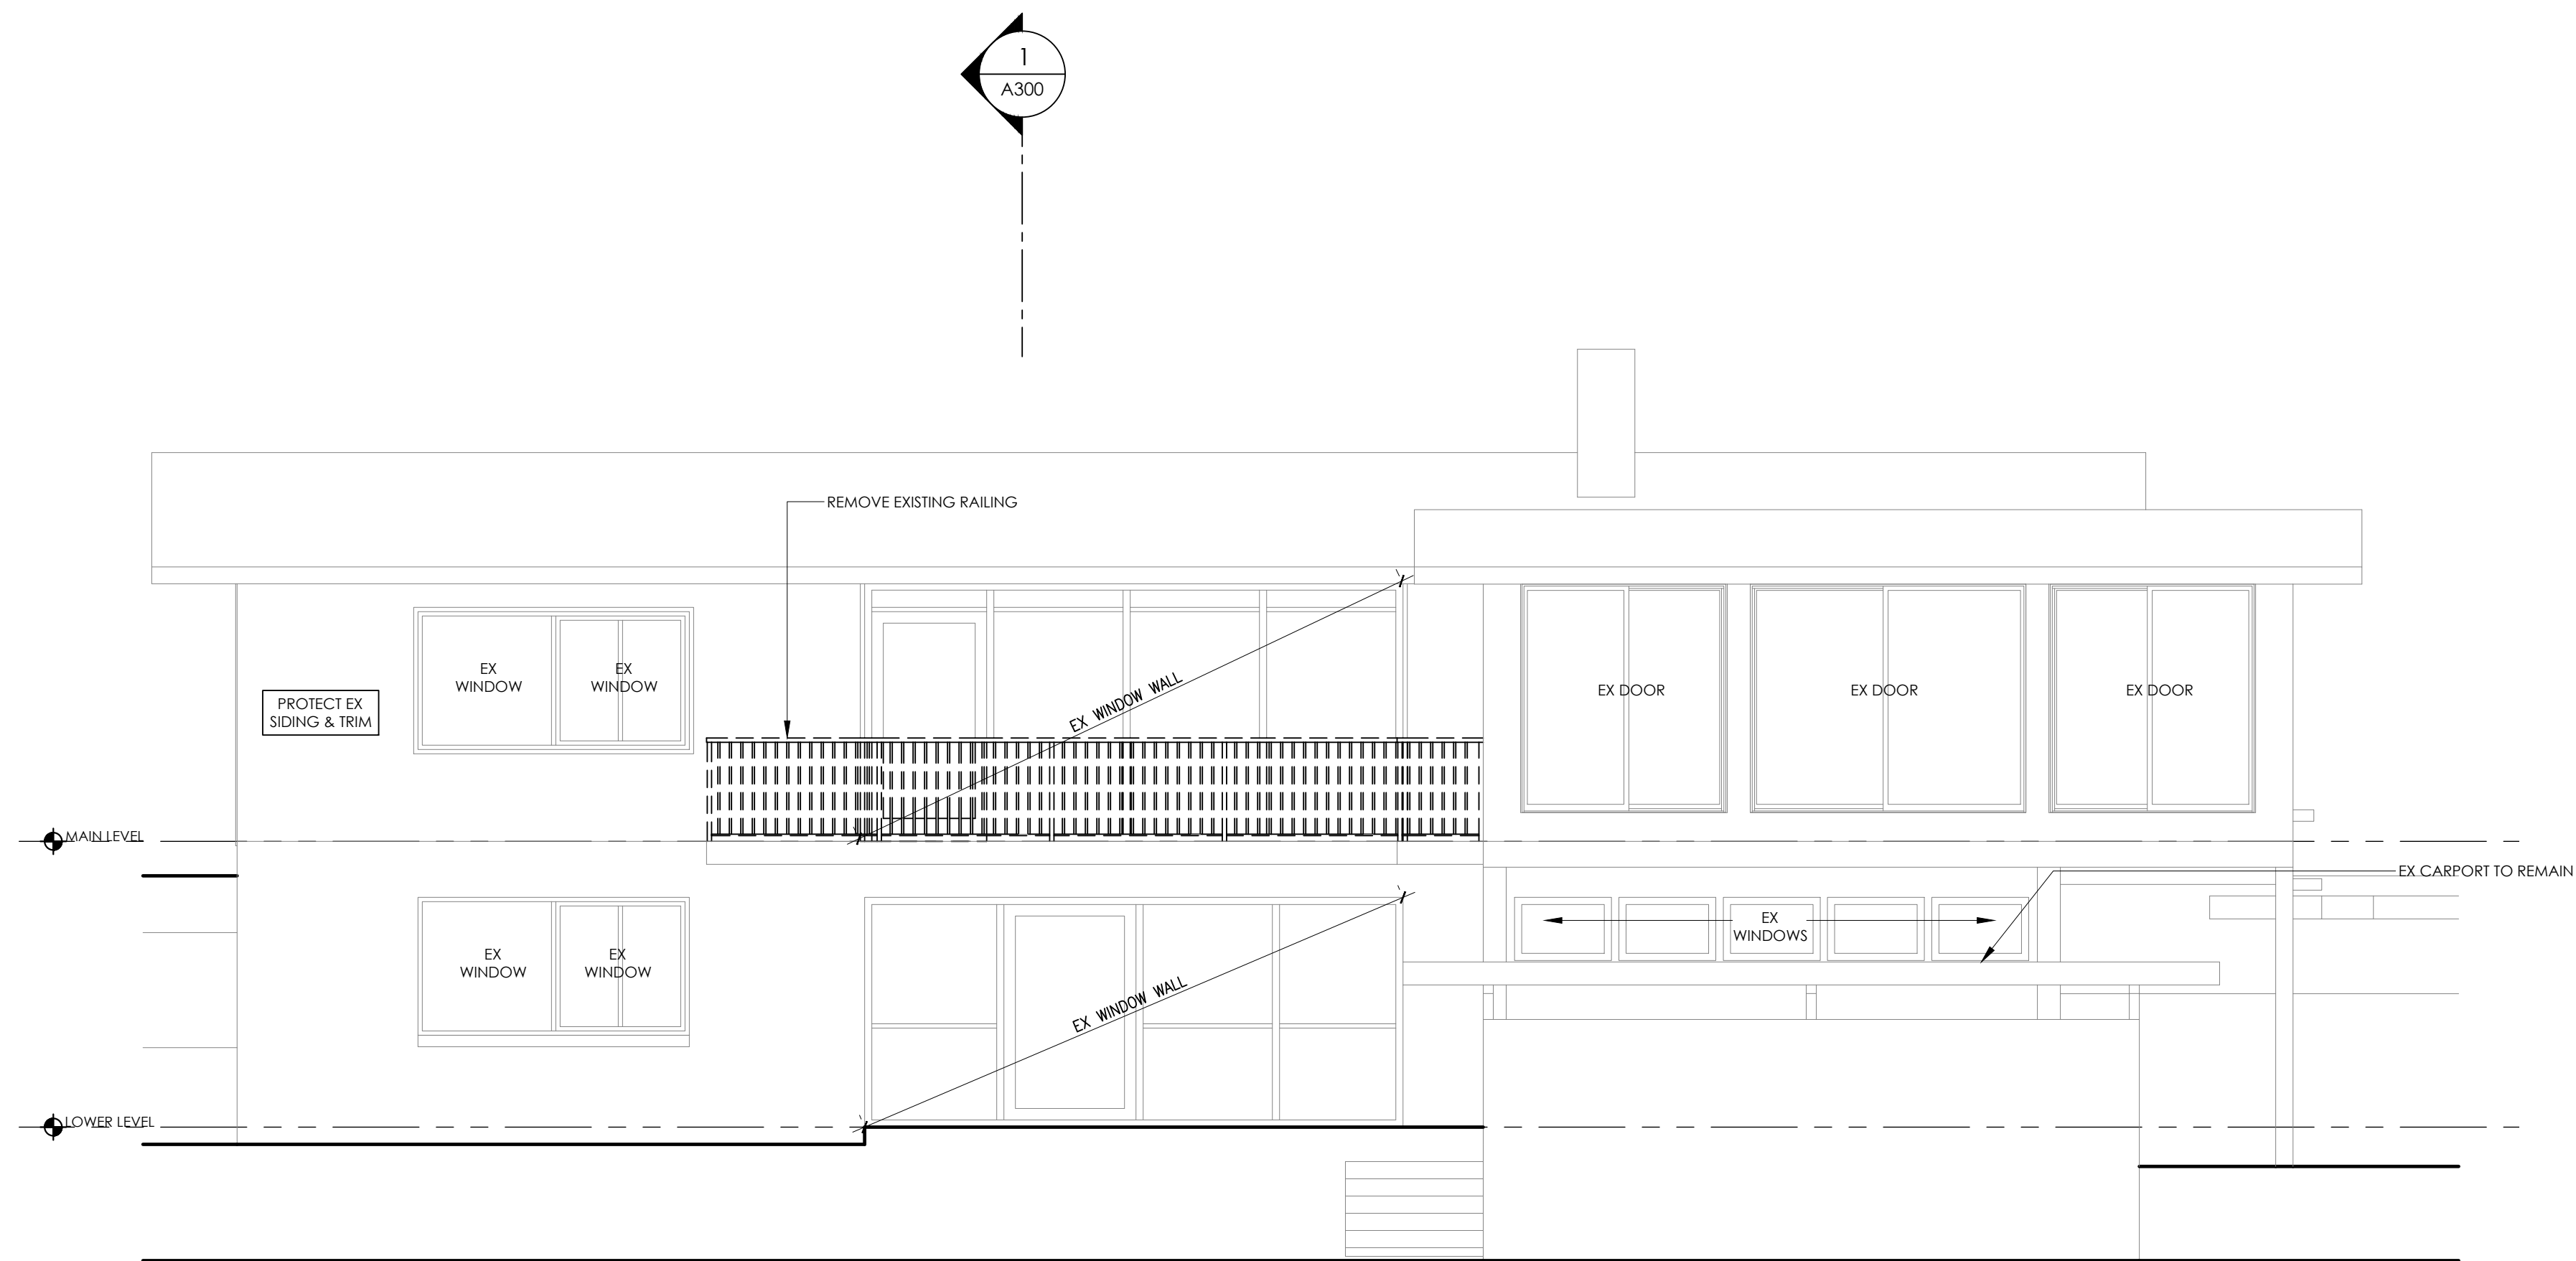 1
A300
REMOVE EXISTING RAILING
EX
WINDOW
EX
WINDOW
PROTECT EX
SIDING & TRIM
EX WINDOW WALL
EX DOOR
EX DOOR
EX DOOR
MAIN LEVEL
EX CARPORT TO REMAIN
EX
WINDOWS
EX
WINDOW
EX
WINDOW
EX WINDOW WALL
LOWER LEVEL